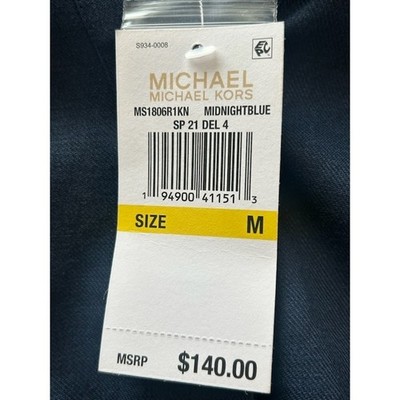 S934-0008
MICHAEL
MICHAEL KORS
MS1806R1KN MIDNIGHTBLUE
SP 21 DEL 4
1 94900 41151 3
SIZE M
MSRP $140.00